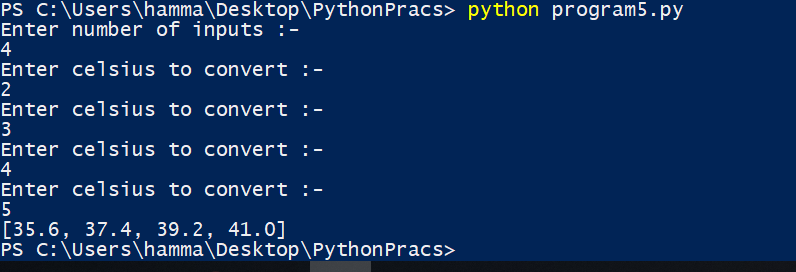 PS C:\Users\hamma\Desktop\PythonPracs> python program5.py
Enter number of inputs :-
4
Enter celsius to convert :-
2
Enter celsius to convert :-
3
Enter celsius to convert :-
4
Enter celsius to convert :-
5
[35.6, 37.4, 39.2, 41.0]
PS C:\Users\hamma\Desktop\PythonPracs>